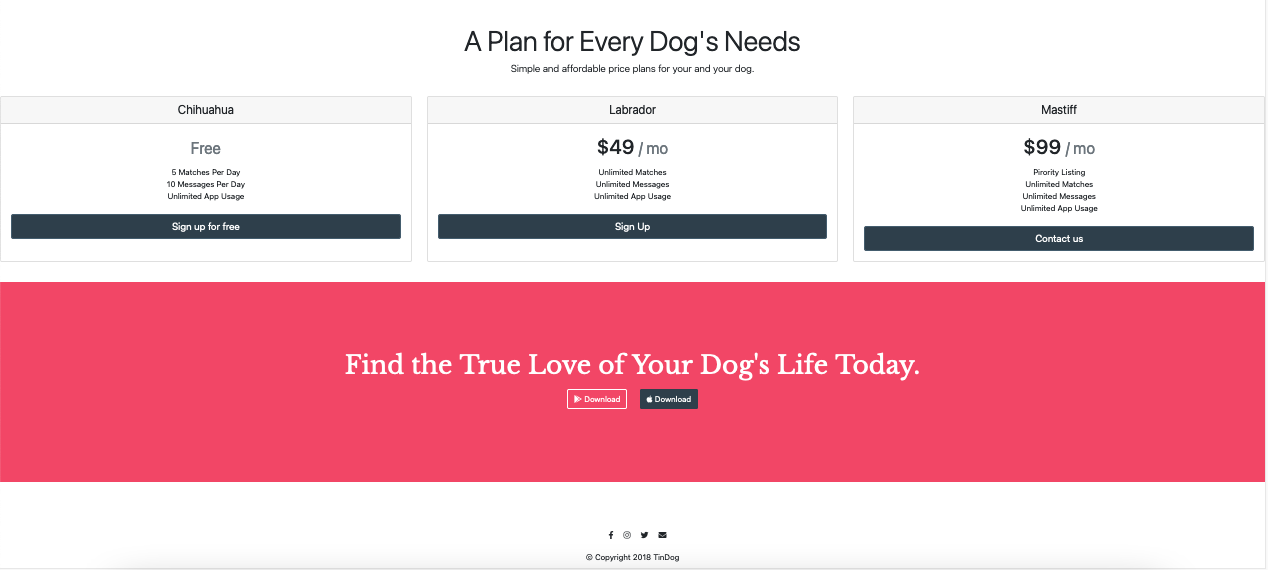 A Plan for Every Dog's Needs
Simple and affordable price plans for your and your dog.
Chihuahua
Free
5 Matches Per Day
10 Messages Per Day
Unlimited App Usage
Sign up for free
Labrador
$49 / mo
Unlimited Matches
Unlimited Messages
Unlimited App Usage
Sign Up
Mastiff
$99 / mo
Pirority Listing
Unlimited Matches
Unlimited Messages
Unlimited App Usage
Contact us
Find the True Love of Your Dog's Life Today.
Download
Download
© Copyright 2018 TinDog